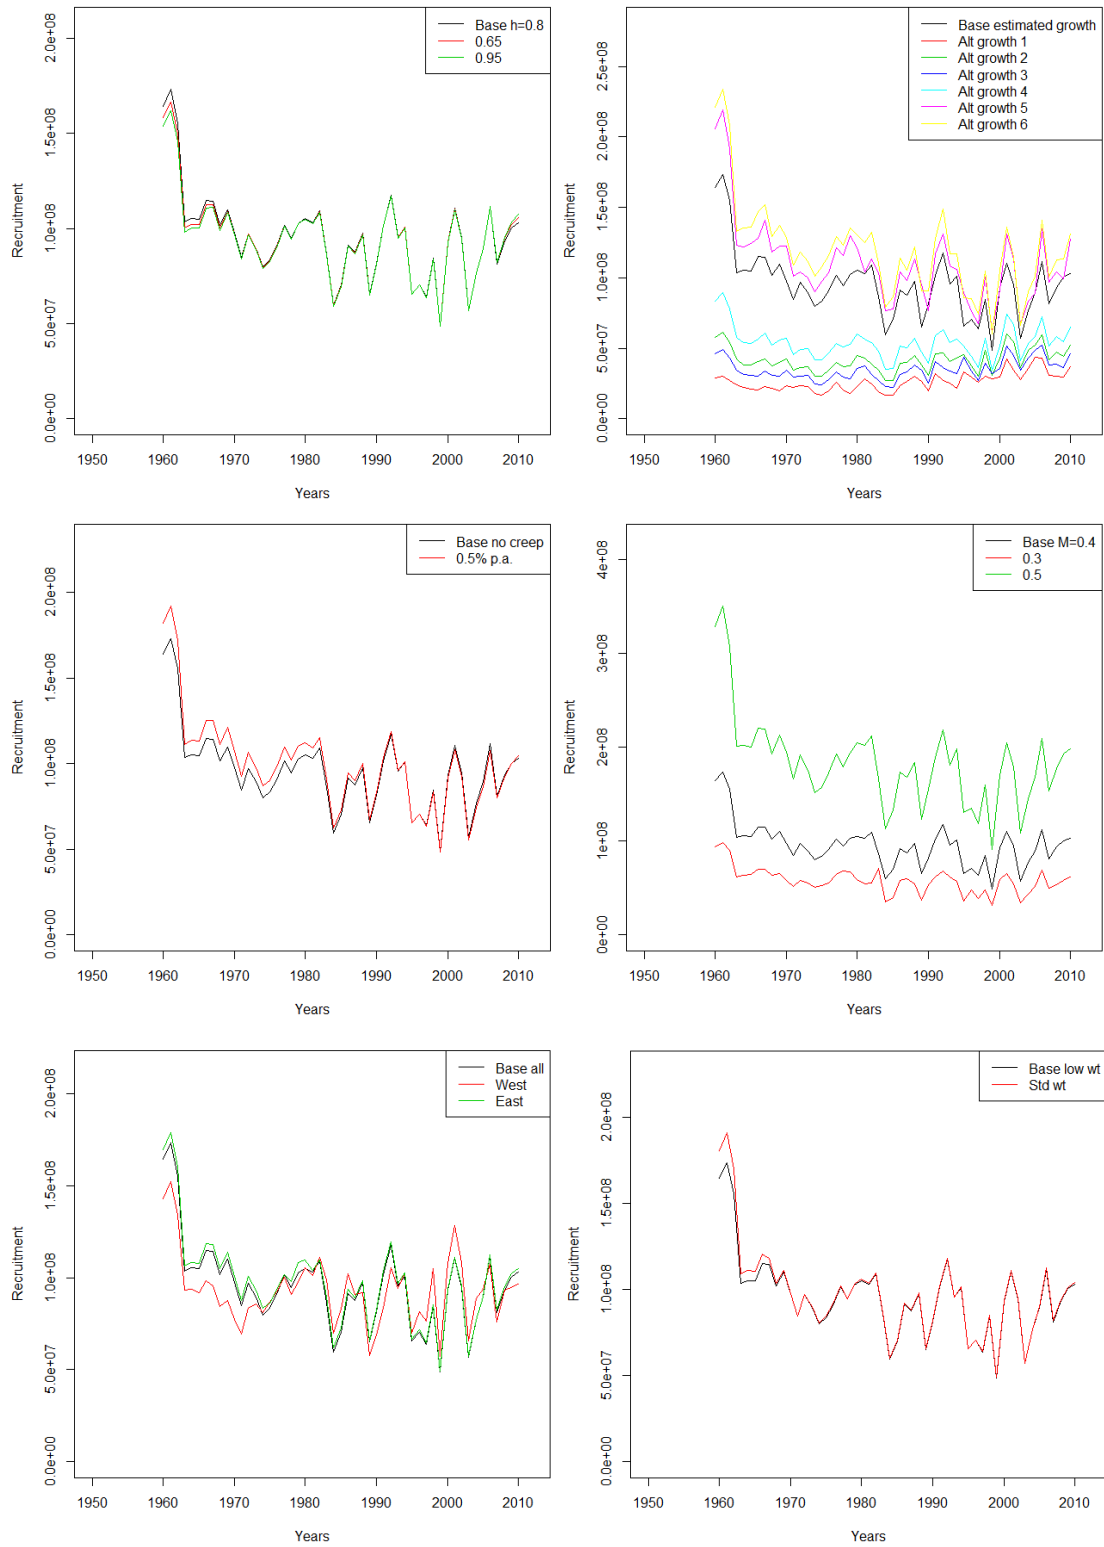 Base h=0.8
0.65
0.95
Recruitment
0.0e+00 5.0e+07 1.0e+08 1.5e+08 2.0e+08
1950 1960 1970 1980 1990 2000 2010
Years
Base estimated growth
Alt growth 1
Alt growth 2
Alt growth 3
Alt growth 4
Alt growth 5
Alt growth 6
Recruitment
0.0e+00 5.0e+07 1.0e+08 1.5e+08 2.0e+08 2.5e+08
1950 1960 1970 1980 1990 2000 2010
Years
Base no creep
0.5% p.a.
Recruitment
0.0e+00 5.0e+07 1.0e+08 1.5e+08 2.0e+08
1950 1960 1970 1980 1990 2000 2010
Years
Base M=0.4
0.3
0.5
Recruitment
0e+00 1e+08 2e+08 3e+08 4e+08
1950 1960 1970 1980 1990 2000 2010
Years
Base all
West
East
Recruitment
0.0e+00 5.0e+07 1.0e+08 1.5e+08 2.0e+08
1950 1960 1970 1980 1990 2000 2010
Years
Base low wt
Std wt
Recruitment
0.0e+00 5.0e+07 1.0e+08 1.5e+08 2.0e+08
1950 1960 1970 1980 1990 2000 2010
Years